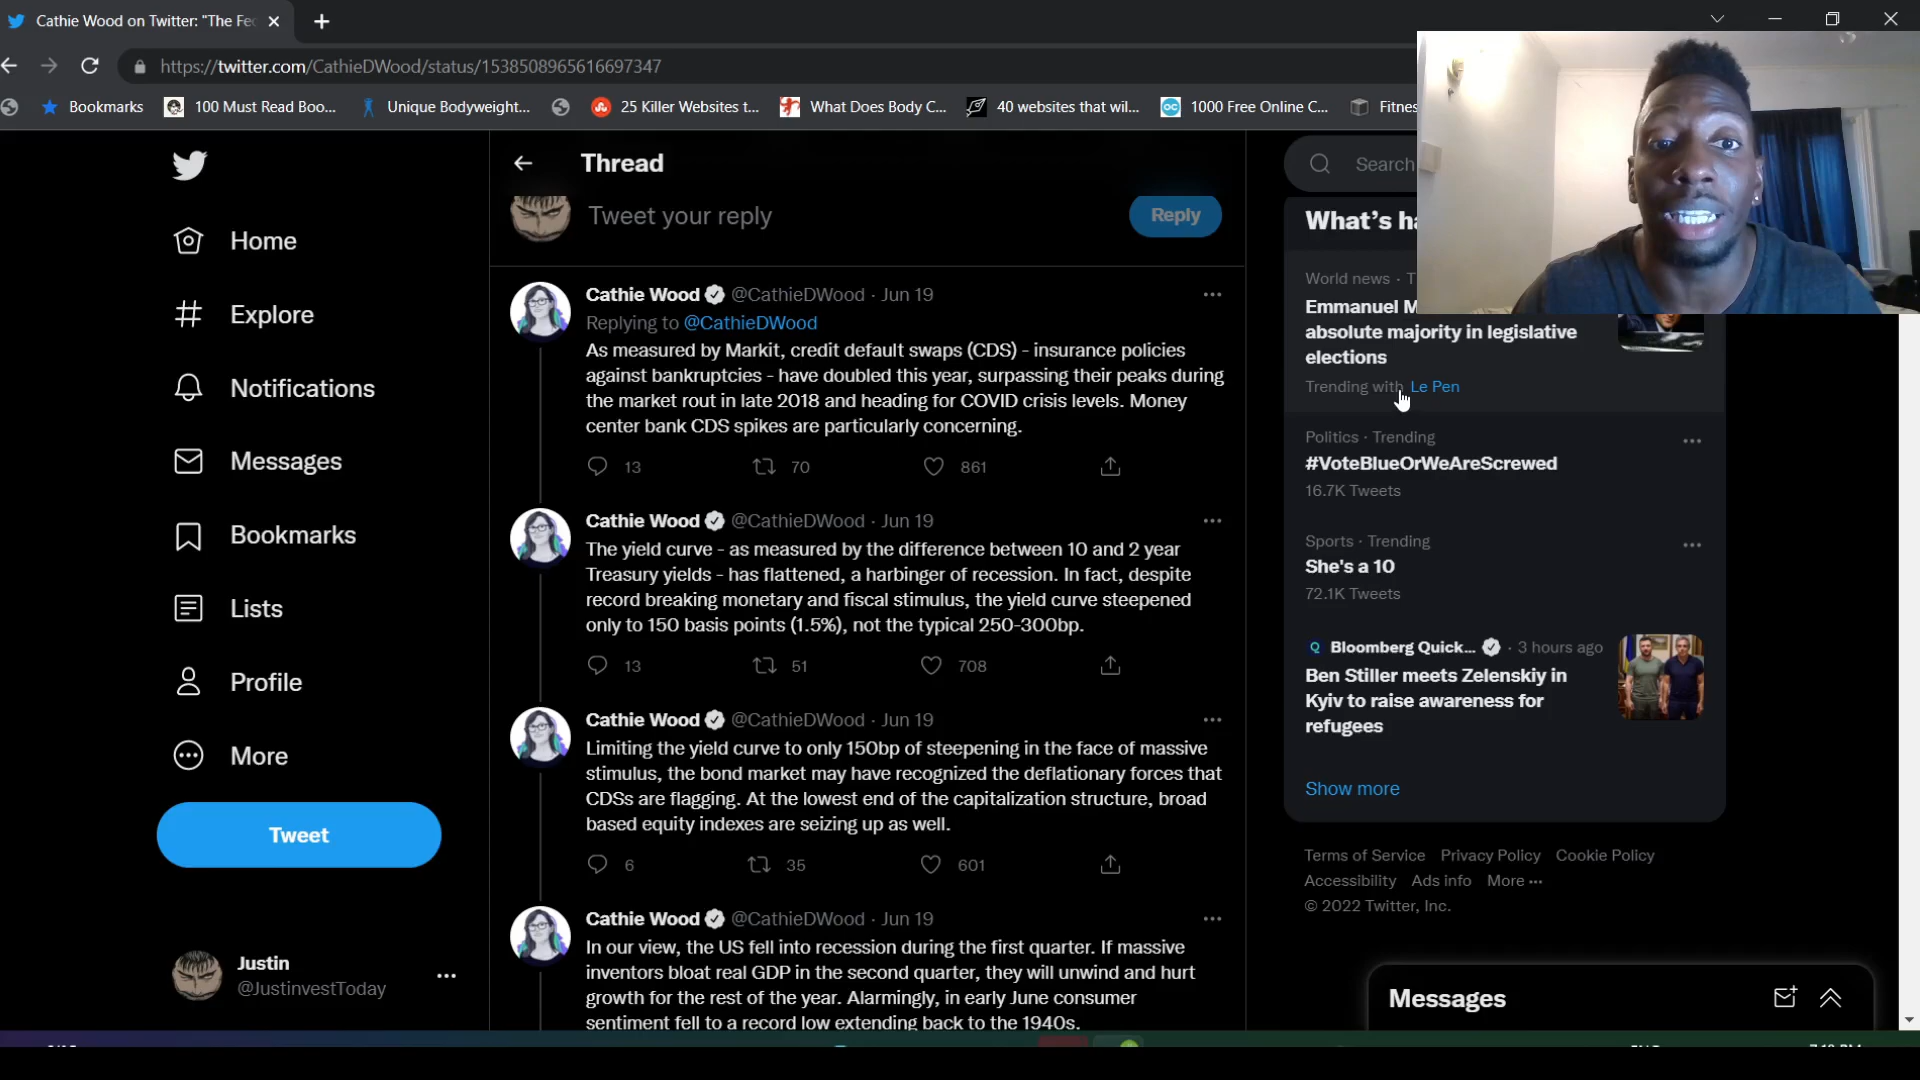 Cathie Wood on Twitter: "The Fe
https://twitter.com/CathieDWood/status/1538508965616697347
Bookmarks
100 Must Read Boo...
Unique Bodyweight...
25 Killer Websites t...
What Does Body C...
40 websites that wil...
1000 Free Online C...
Fitnes
Home
Explore
Notifications
Messages
Bookmarks
Lists
Profile
More
Tweet
Justin
@JustinvestToday
Thread
Tweet your reply
Reply
Cathie Wood @CathieDWood · Jun 19
Replying to @CathieDWood
As measured by Markit, credit default swaps (CDS) - insurance policies
against bankruptcies - have doubled this year, surpassing their peaks during
the market rout in late 2018 and heading for COVID crisis levels. Money
center bank CDS spikes are particularly concerning.
13 70 861
Cathie Wood @CathieDWood · Jun 19
The yield curve - as measured by the difference between 10 and 2 year
Treasury yields - has flattened, a harbinger of recession. In fact, despite
record breaking monetary and fiscal stimulus, the yield curve steepened
only to 150 basis points (1.5%), not the typical 250-300bp.
13 51 708
Cathie Wood @CathieDWood · Jun 19
Limiting the yield curve to only 150bp of steepening in the face of massive
stimulus, the bond market may have recognized the deflationary forces that
CDSs are flagging. At the lowest end of the capitalization structure, broad
based equity indexes are seizing up as well.
6 35 601
Cathie Wood @CathieDWood · Jun 19
In our view, the US fell into recession during the first quarter. If massive
inventors bloat real GDP in the second quarter, they will unwind and hurt
growth for the rest of the year. Alarmingly, in early June consumer
sentiment fell to a record low extending back to the 1940s.
Search
What's ha
World news · T
Emmanuel M
absolute majority in legislative
elections
Trending with Le Pen
Politics · Trending
#VoteBlueOrWeAreScrewed
16.7K Tweets
Sports · Trending
She's a 10
72.1K Tweets
Bloomberg Quick... · 3 hours ago
Ben Stiller meets Zelenskiy in
Kyiv to raise awareness for
refugees
Show more
Terms of Service Privacy Policy Cookie Policy
Accessibility Ads info More ···
© 2022 Twitter, Inc.
Messages